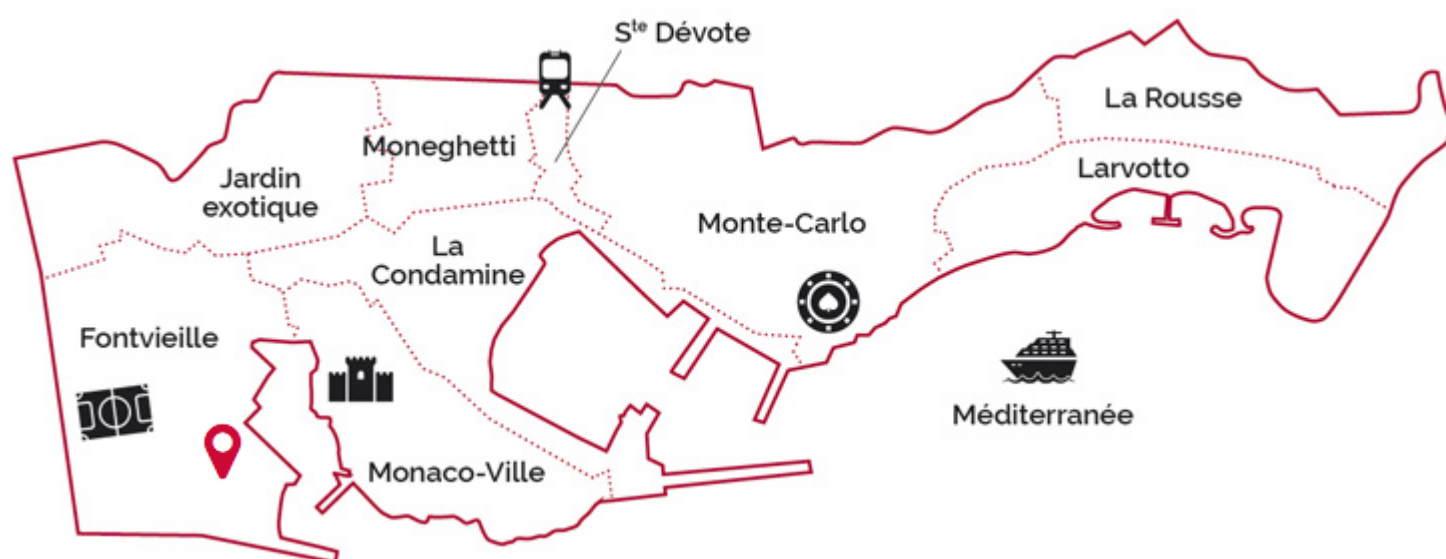 Sᵗᵉ Dévote
La Rousse
Moneghetti
Larvotto
Jardin
exotique
Monte-Carlo
La
Condamine
Fontvieille
Méditerranée
Monaco-Ville